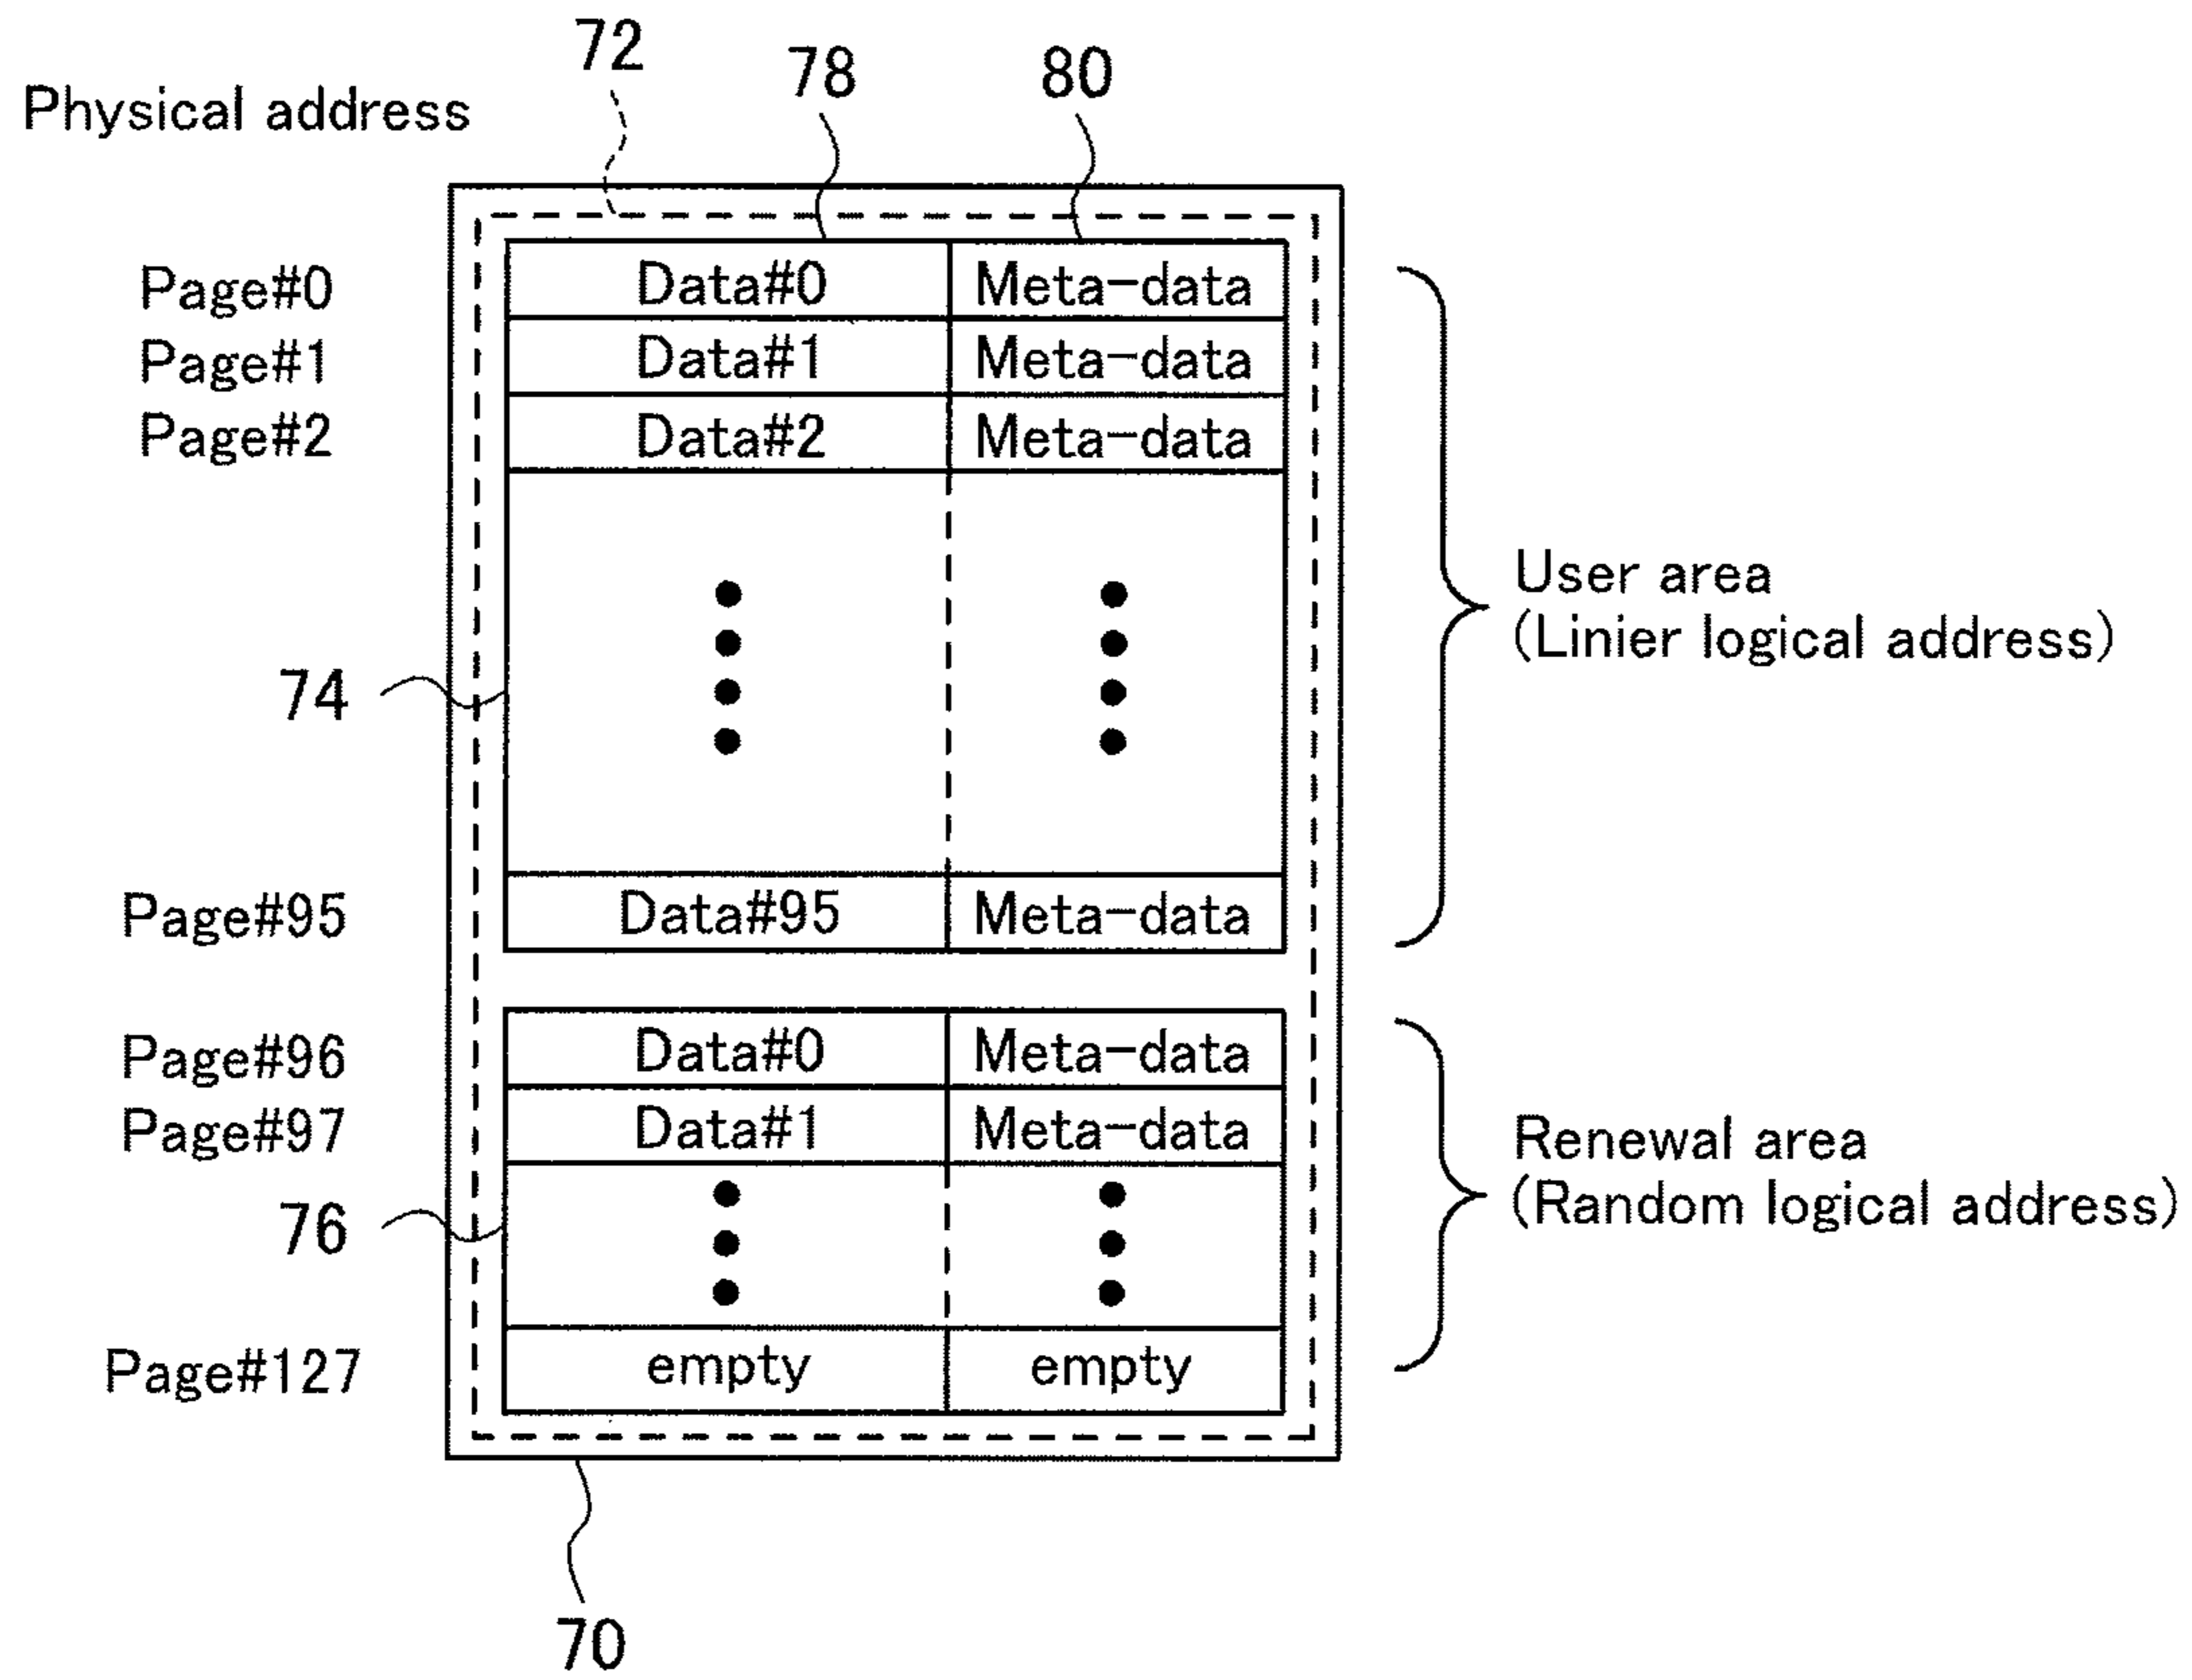 72
78
80
Physical address
Page#0 Data#0 Meta-data
Page#1 Data#1 Meta-data
Page#2 Data#2 Meta-data
User area
(Linier logical address)
74
Page#95 Data#95 Meta-data
Page#96 Data#0 Meta-data
Page#97 Data#1 Meta-data
Renewal area
(Random logical address)
76
Page#127 empty empty
70